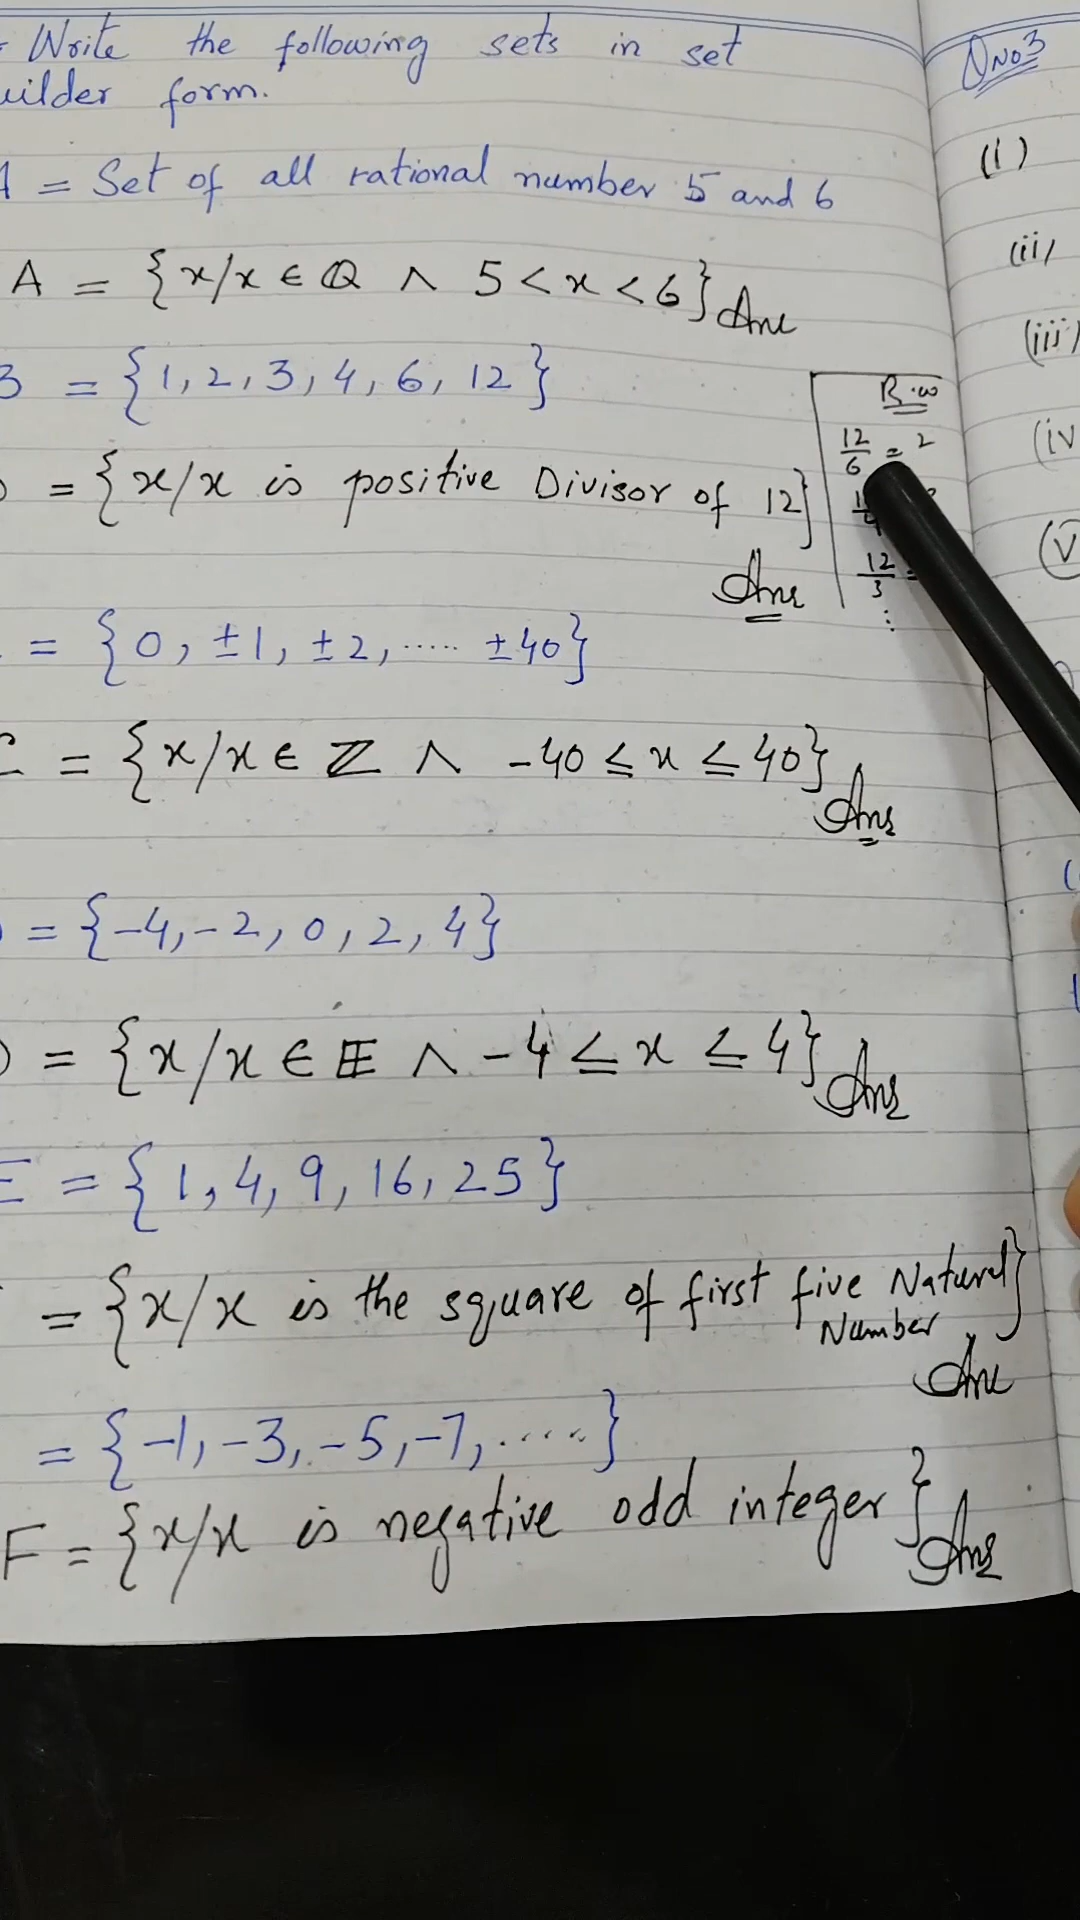 Write the following sets in set
uilder form.
A = Set of all rational number 5 and 6
A = {x/x ∈ Q ∧ 5 < x < 6} Ans
B = {1, 2, 3, 4, 6, 12}
= {x/x is positive Divisor of 12}
Ans
R.w
12/6 = 2
12/3
⋮
= {0, ±1, ±2, ..... ±40}
C = {x/x ∈ Z ∧ -40 ≤ x ≤ 40} Ans
= {-4, -2, 0, 2, 4}
D = {x/x ∈ E ∧ -4 ≤ x ≤ 4} Ans
E = {1, 4, 9, 16, 25}
= {x/x is the square of first five Natural
Number} Ans
= {-1, -3, -5, -7, .....}
F = {x/x is negative odd integer} Ans
Q No 3
(i)
(ii)
(iii)
(iv
(v